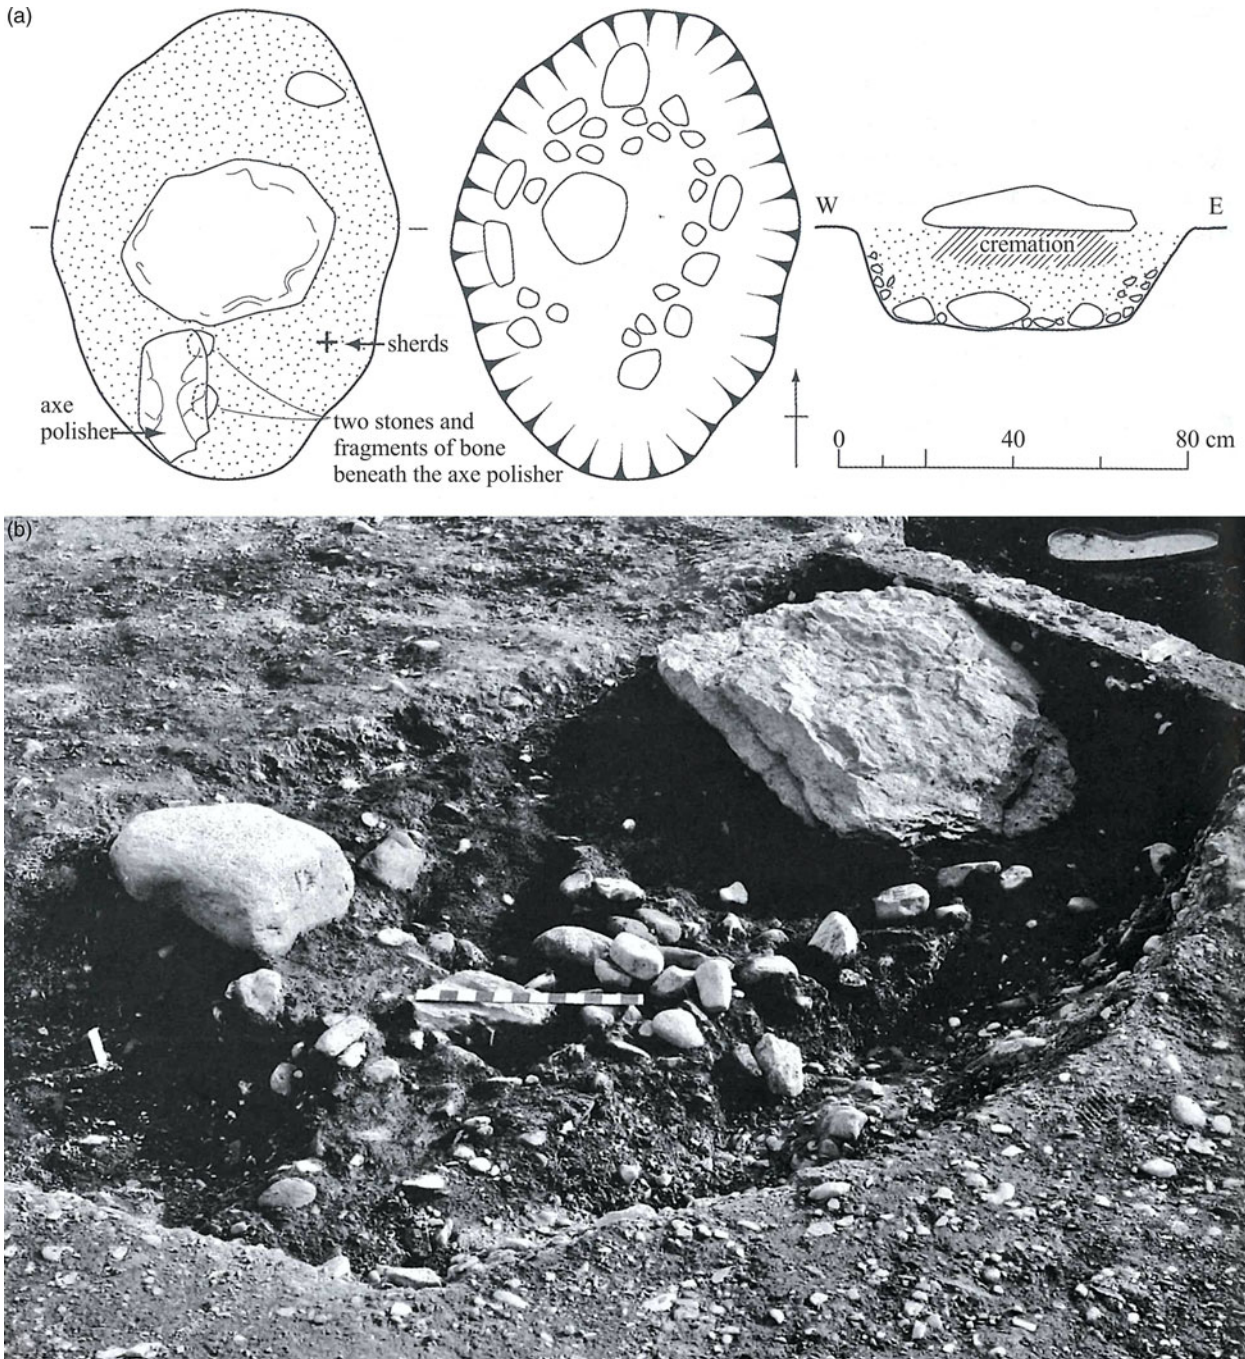 (a)
W
E
cremation
sherds
axe
polisher
two stones and
fragments of bone
beneath the axe polisher
0
40
80 cm
(b)